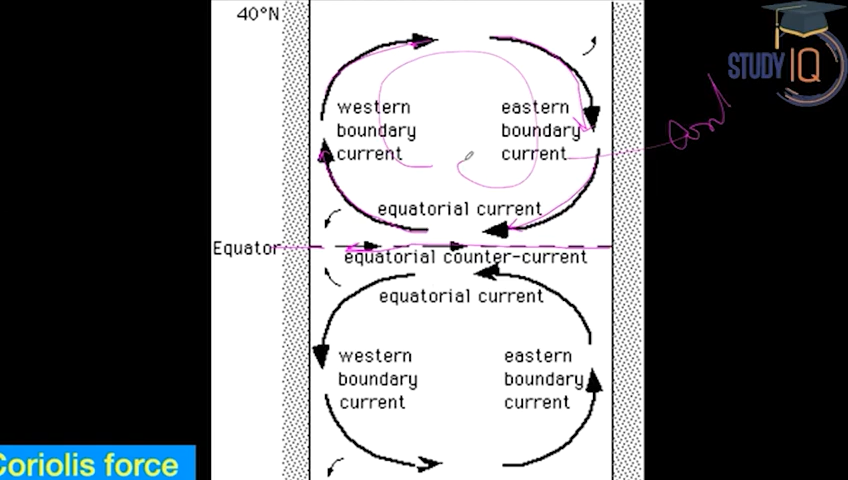 40°N
STUDY IQ
western
boundary
current
eastern
boundary
current
equatorial current
Equator
equatorial counter-current
equatorial current
western
boundary
current
eastern
boundary
current
Coriolis force